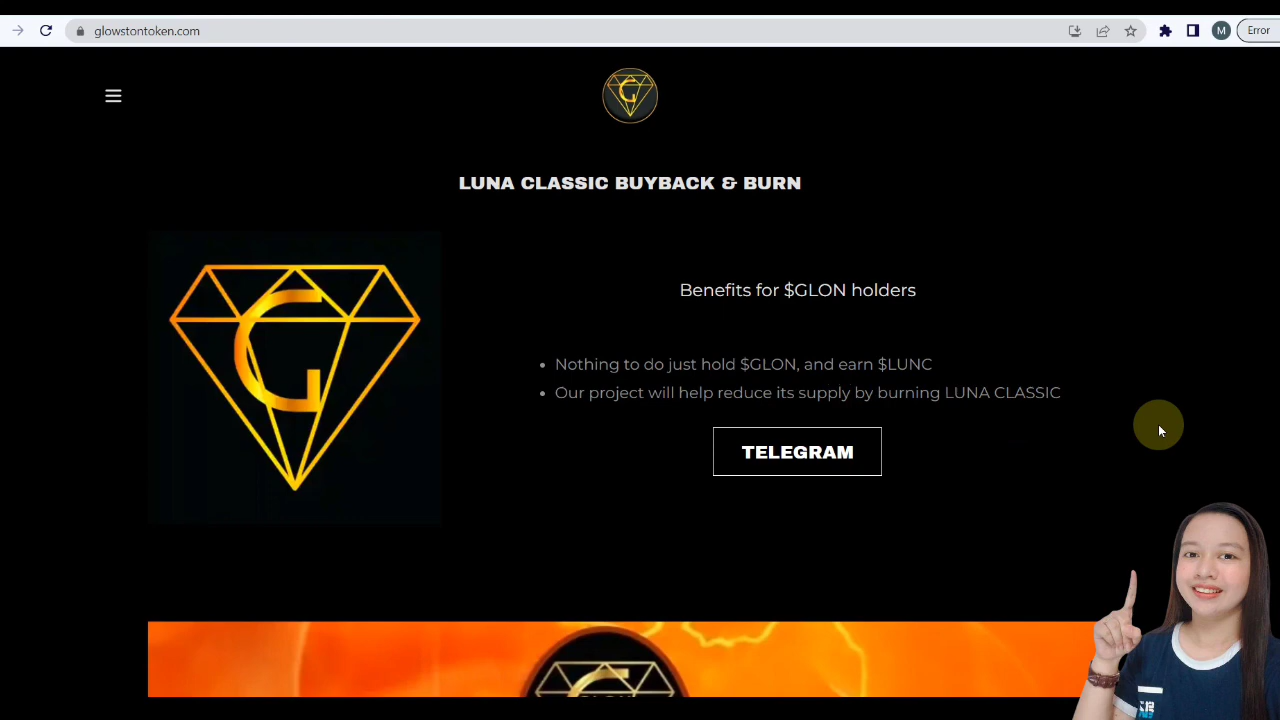 glowstontoken.com
M
Error
G
LUNA CLASSIC BUYBACK & BURN
G
Benefits for $GLON holders
• Nothing to do just hold $GLON, and earn $LUNC
• Our project will help reduce its supply by burning LUNA CLASSIC
TELEGRAM
G